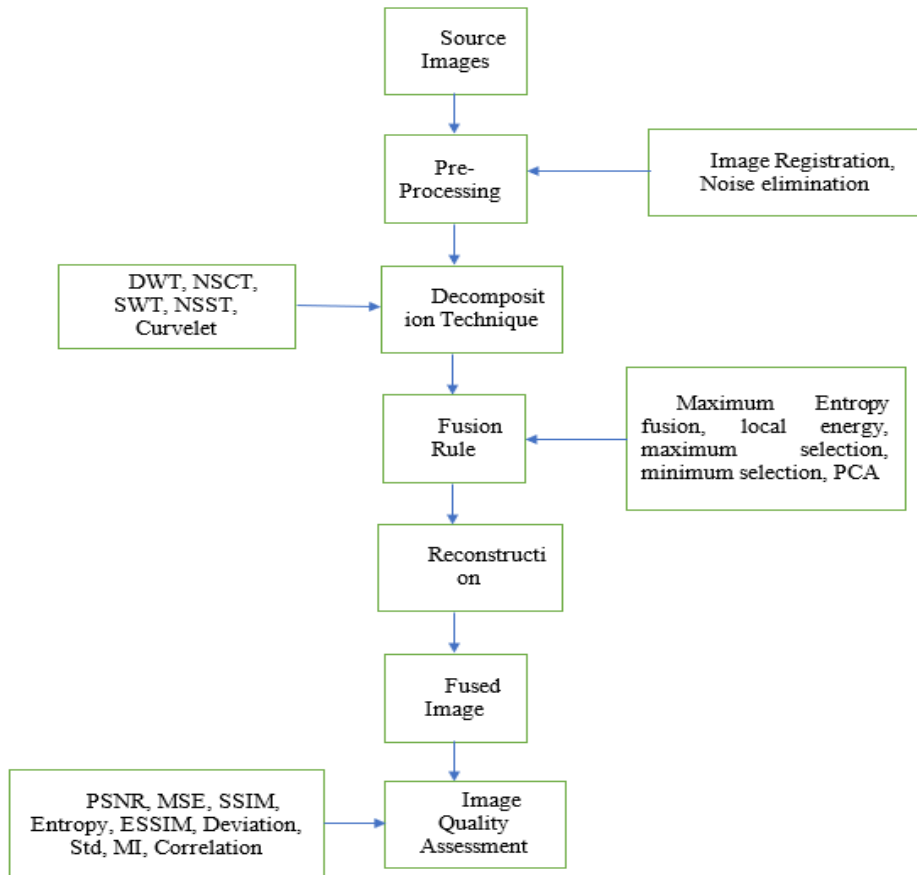 Source
Images
Pre-
Processing
Image Registration,
Noise elimination
DWT, NSCT,
SWT, NSST,
Curvelet
Decomposit
ion Technique
Fusion
Rule
Maximum Entropy
fusion, local energy,
maximum selection,
minimum selection, PCA
Reconstructi
on
Fused
Image
PSNR, MSE, SSIM,
Entropy, ESSIM, Deviation,
Std, MI, Correlation
Image
Quality
Assessment